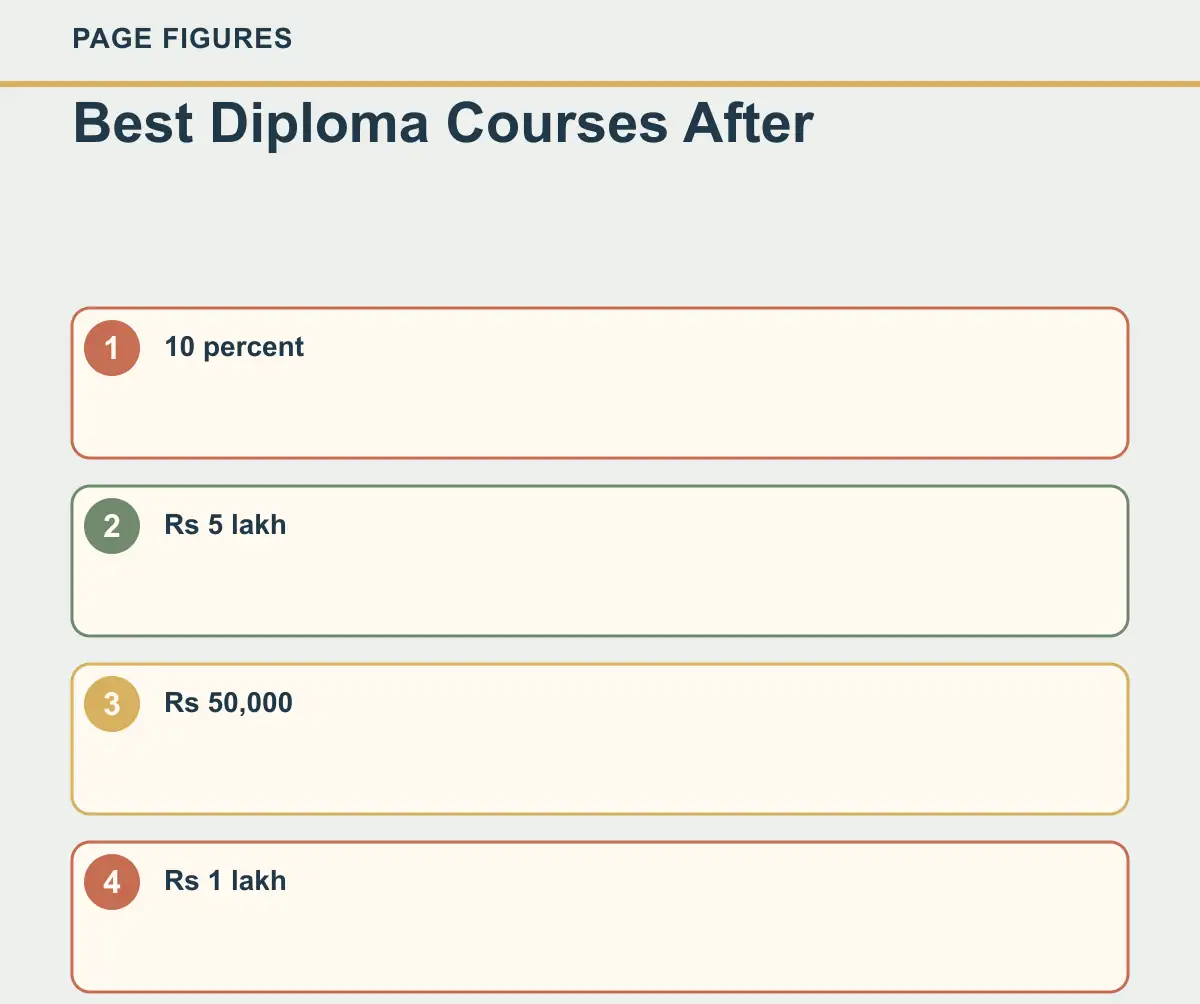 PAGE FIGURES
Best Diploma Courses After
1
10 percent
2
Rs 5 lakh
3
Rs 50,000
4
Rs 1 lakh